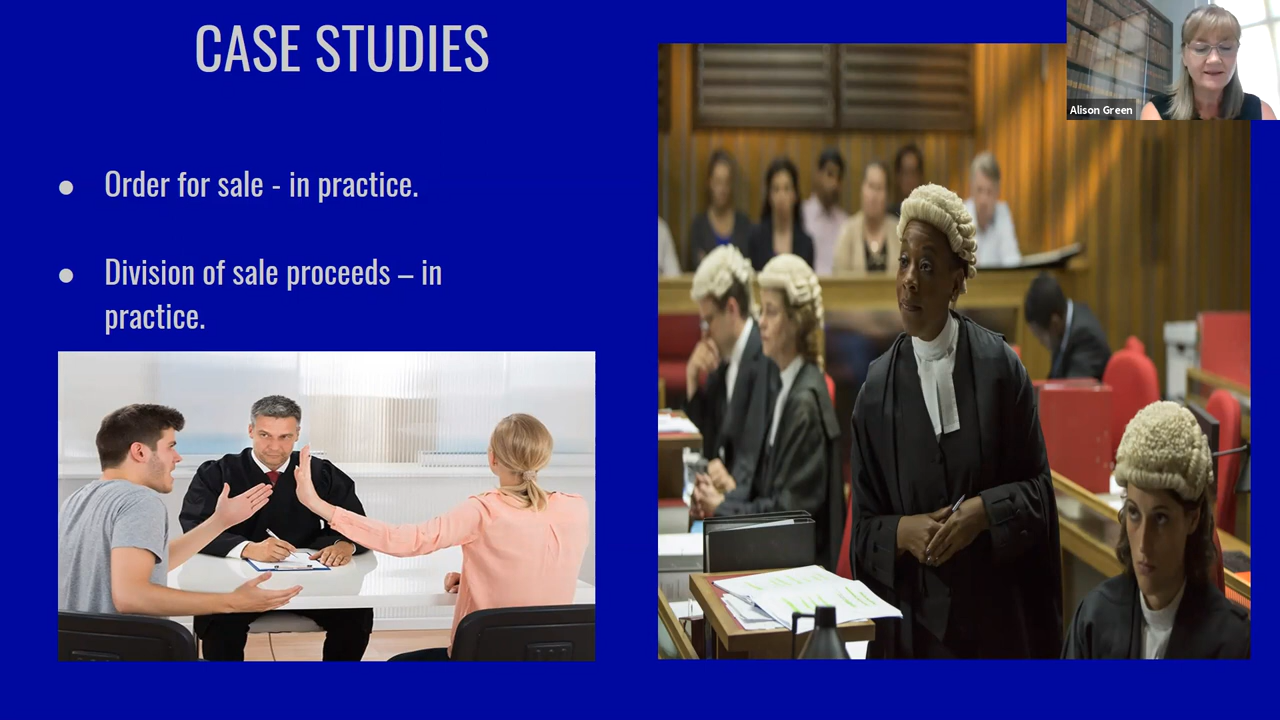 CASE STUDIES
Alison Green
● Order for sale - in practice.
● Division of sale proceeds – in
practice.